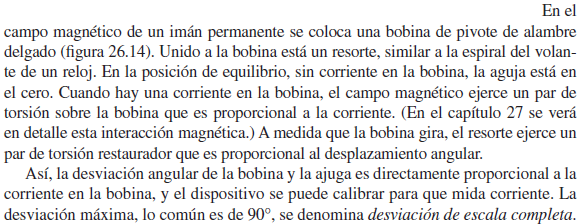 En el
campo magnético de un imán permanente se coloca una bobina de pivote de alambre
delgado (figura 26.14). Unido a la bobina está un resorte, similar a la espiral del volan-
te de un reloj. En la posición de equilibrio, sin corriente en la bobina, la aguja está en
el cero. Cuando hay una corriente en la bobina, el campo magnético ejerce un par de
torsión sobre la bobina que es proporcional a la corriente. (En el capítulo 27 se verá
en detalle esta interacción magnética.) A medida que la bobina gira, el resorte ejerce un
par de torsión restaurador que es proporcional al desplazamiento angular.
Así, la desviación angular de la bobina y la ajuga es directamente proporcional a la
corriente en la bobina, y el dispositivo se puede calibrar para que mida corriente. La
desviación máxima, lo común es de 90°, se denomina desviación de escala completa.